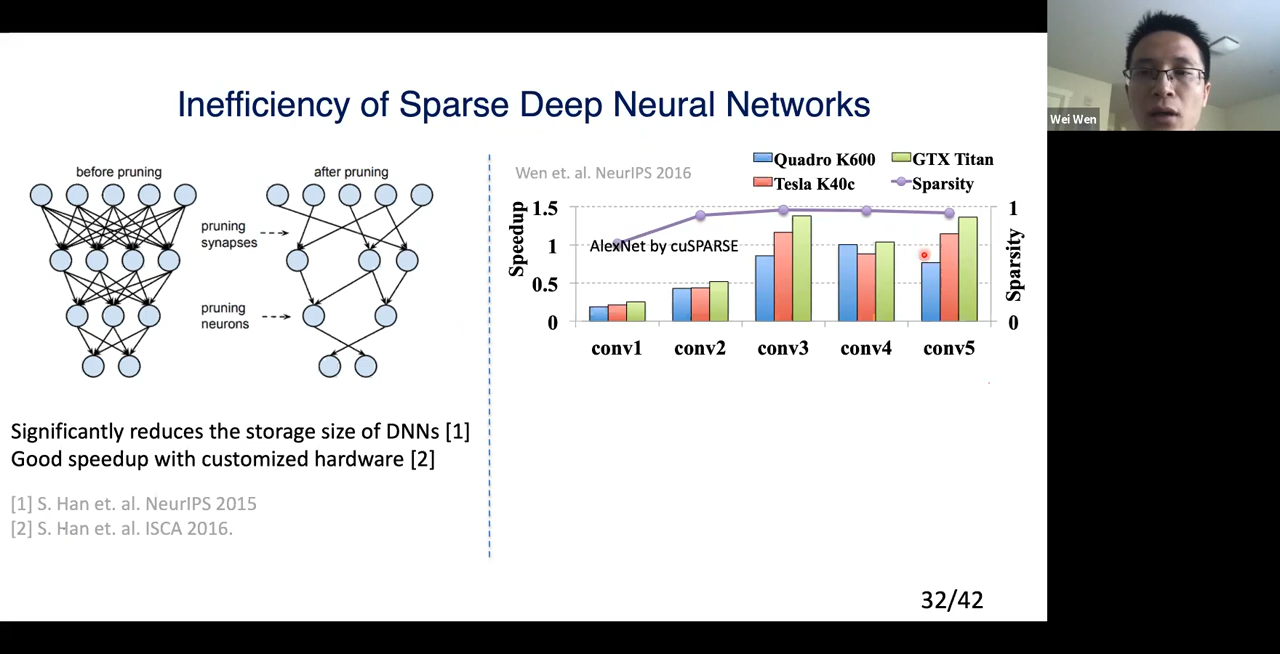 Inefficiency of Sparse Deep Neural Networks
Wei Wen
before pruning
after pruning
pruning
synapses
pruning
neurons
Significantly reduces the storage size of DNNs [1]
Good speedup with customized hardware [2]
[1] S. Han et. al. NeurIPS 2015
[2] S. Han et. al. ISCA 2016.
Wen et. al. NeurIPS 2016
Quadro K600
GTX Titan
Tesla K40c
Sparsity
Speedup
1.5
1
0.5
0
AlexNet by cuSPARSE
1
0
Sparsity
conv1 conv2 conv3 conv4 conv5
32/42